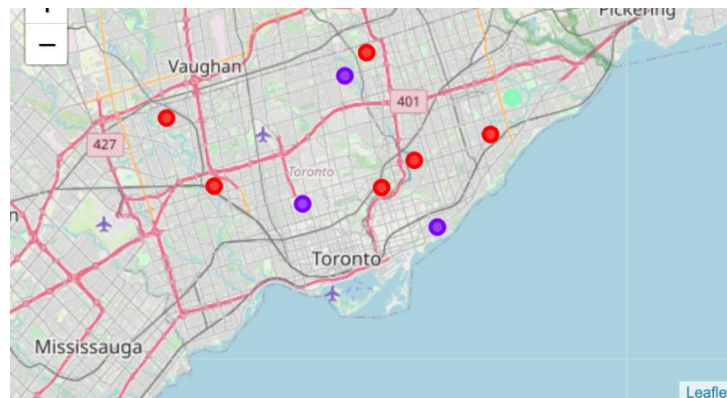 Pickering
−
Vaughan
401
427
Toronto
Toronto
Mississauga
Leafle